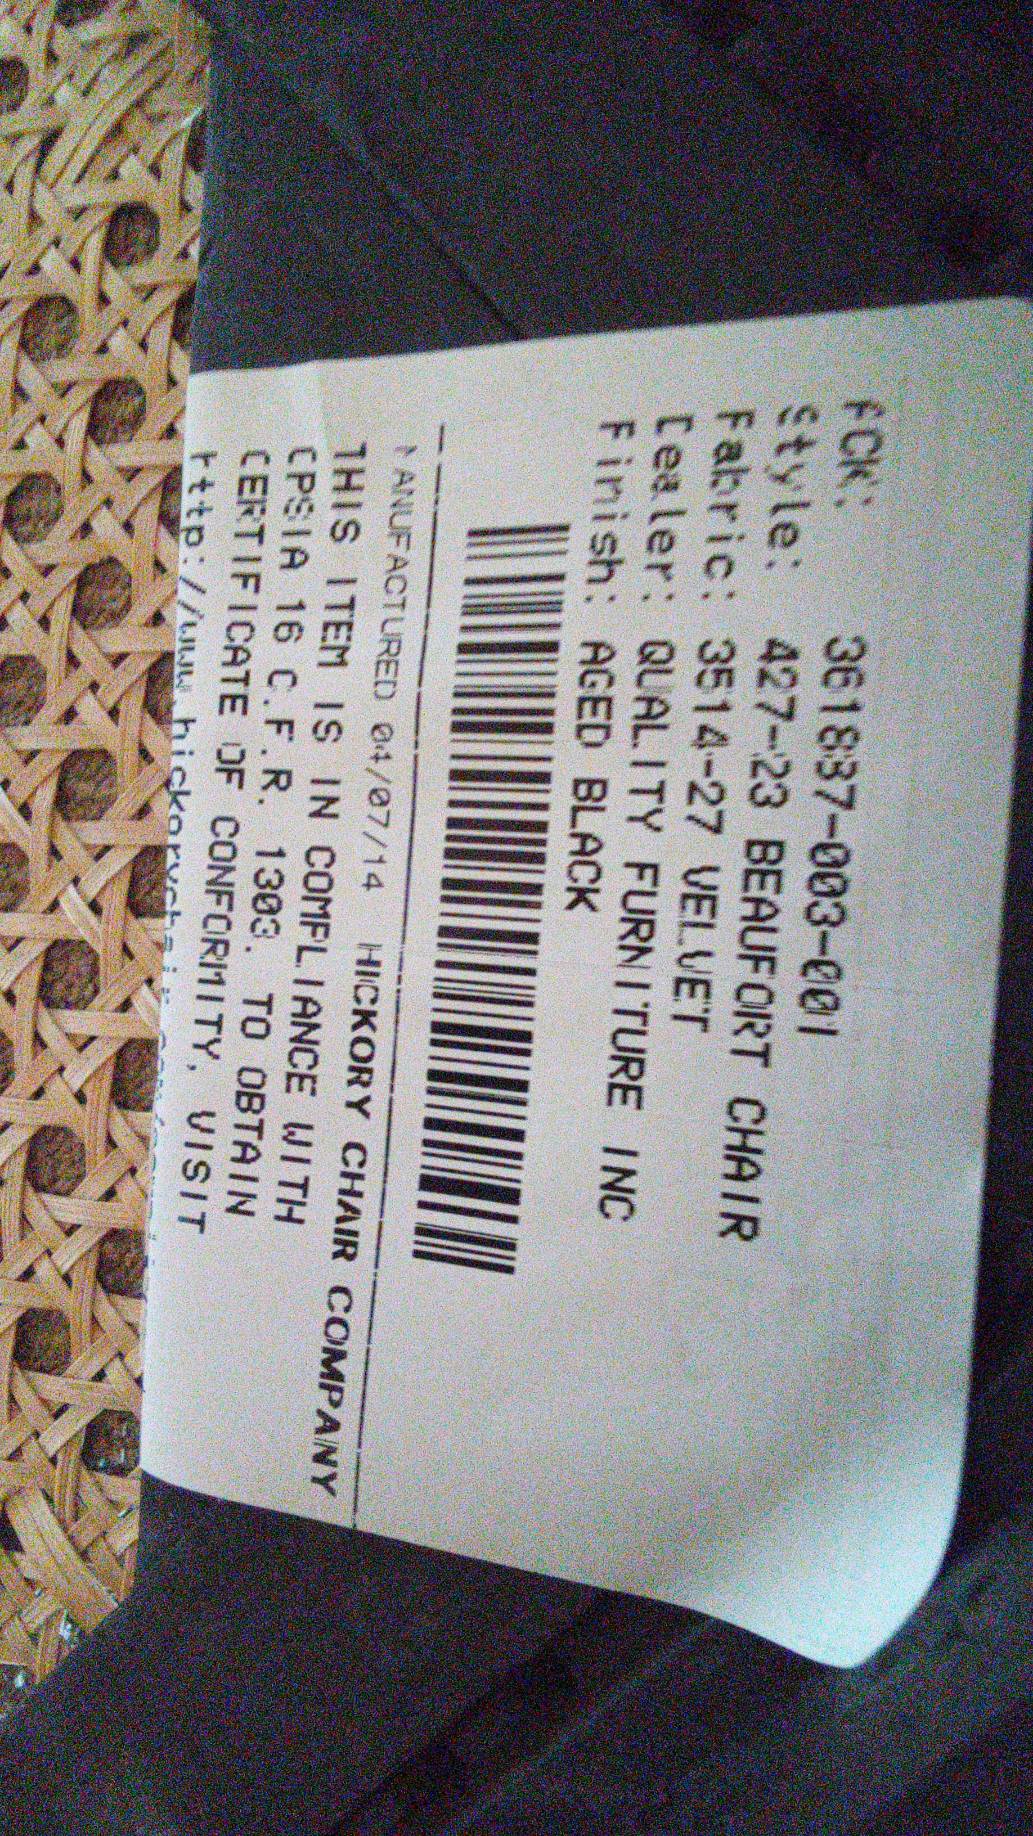 ACK: 361837-003-001
Style: 427-23 BEAUFORT CHAIR
Fabric: 3514-27 VELVET
Dealer: QUALITY FURNITURE INC
Finish: AGED BLACK
MANUFACTURED 04/07/14 HICKORY CHAIR COMPANY
THIS ITEM IS IN COMPLIANCE WITH
CPSIA 16 C.F.R. 1303. TO OBTAIN
CERTIFICATE OF CONFORMITY, VISIT